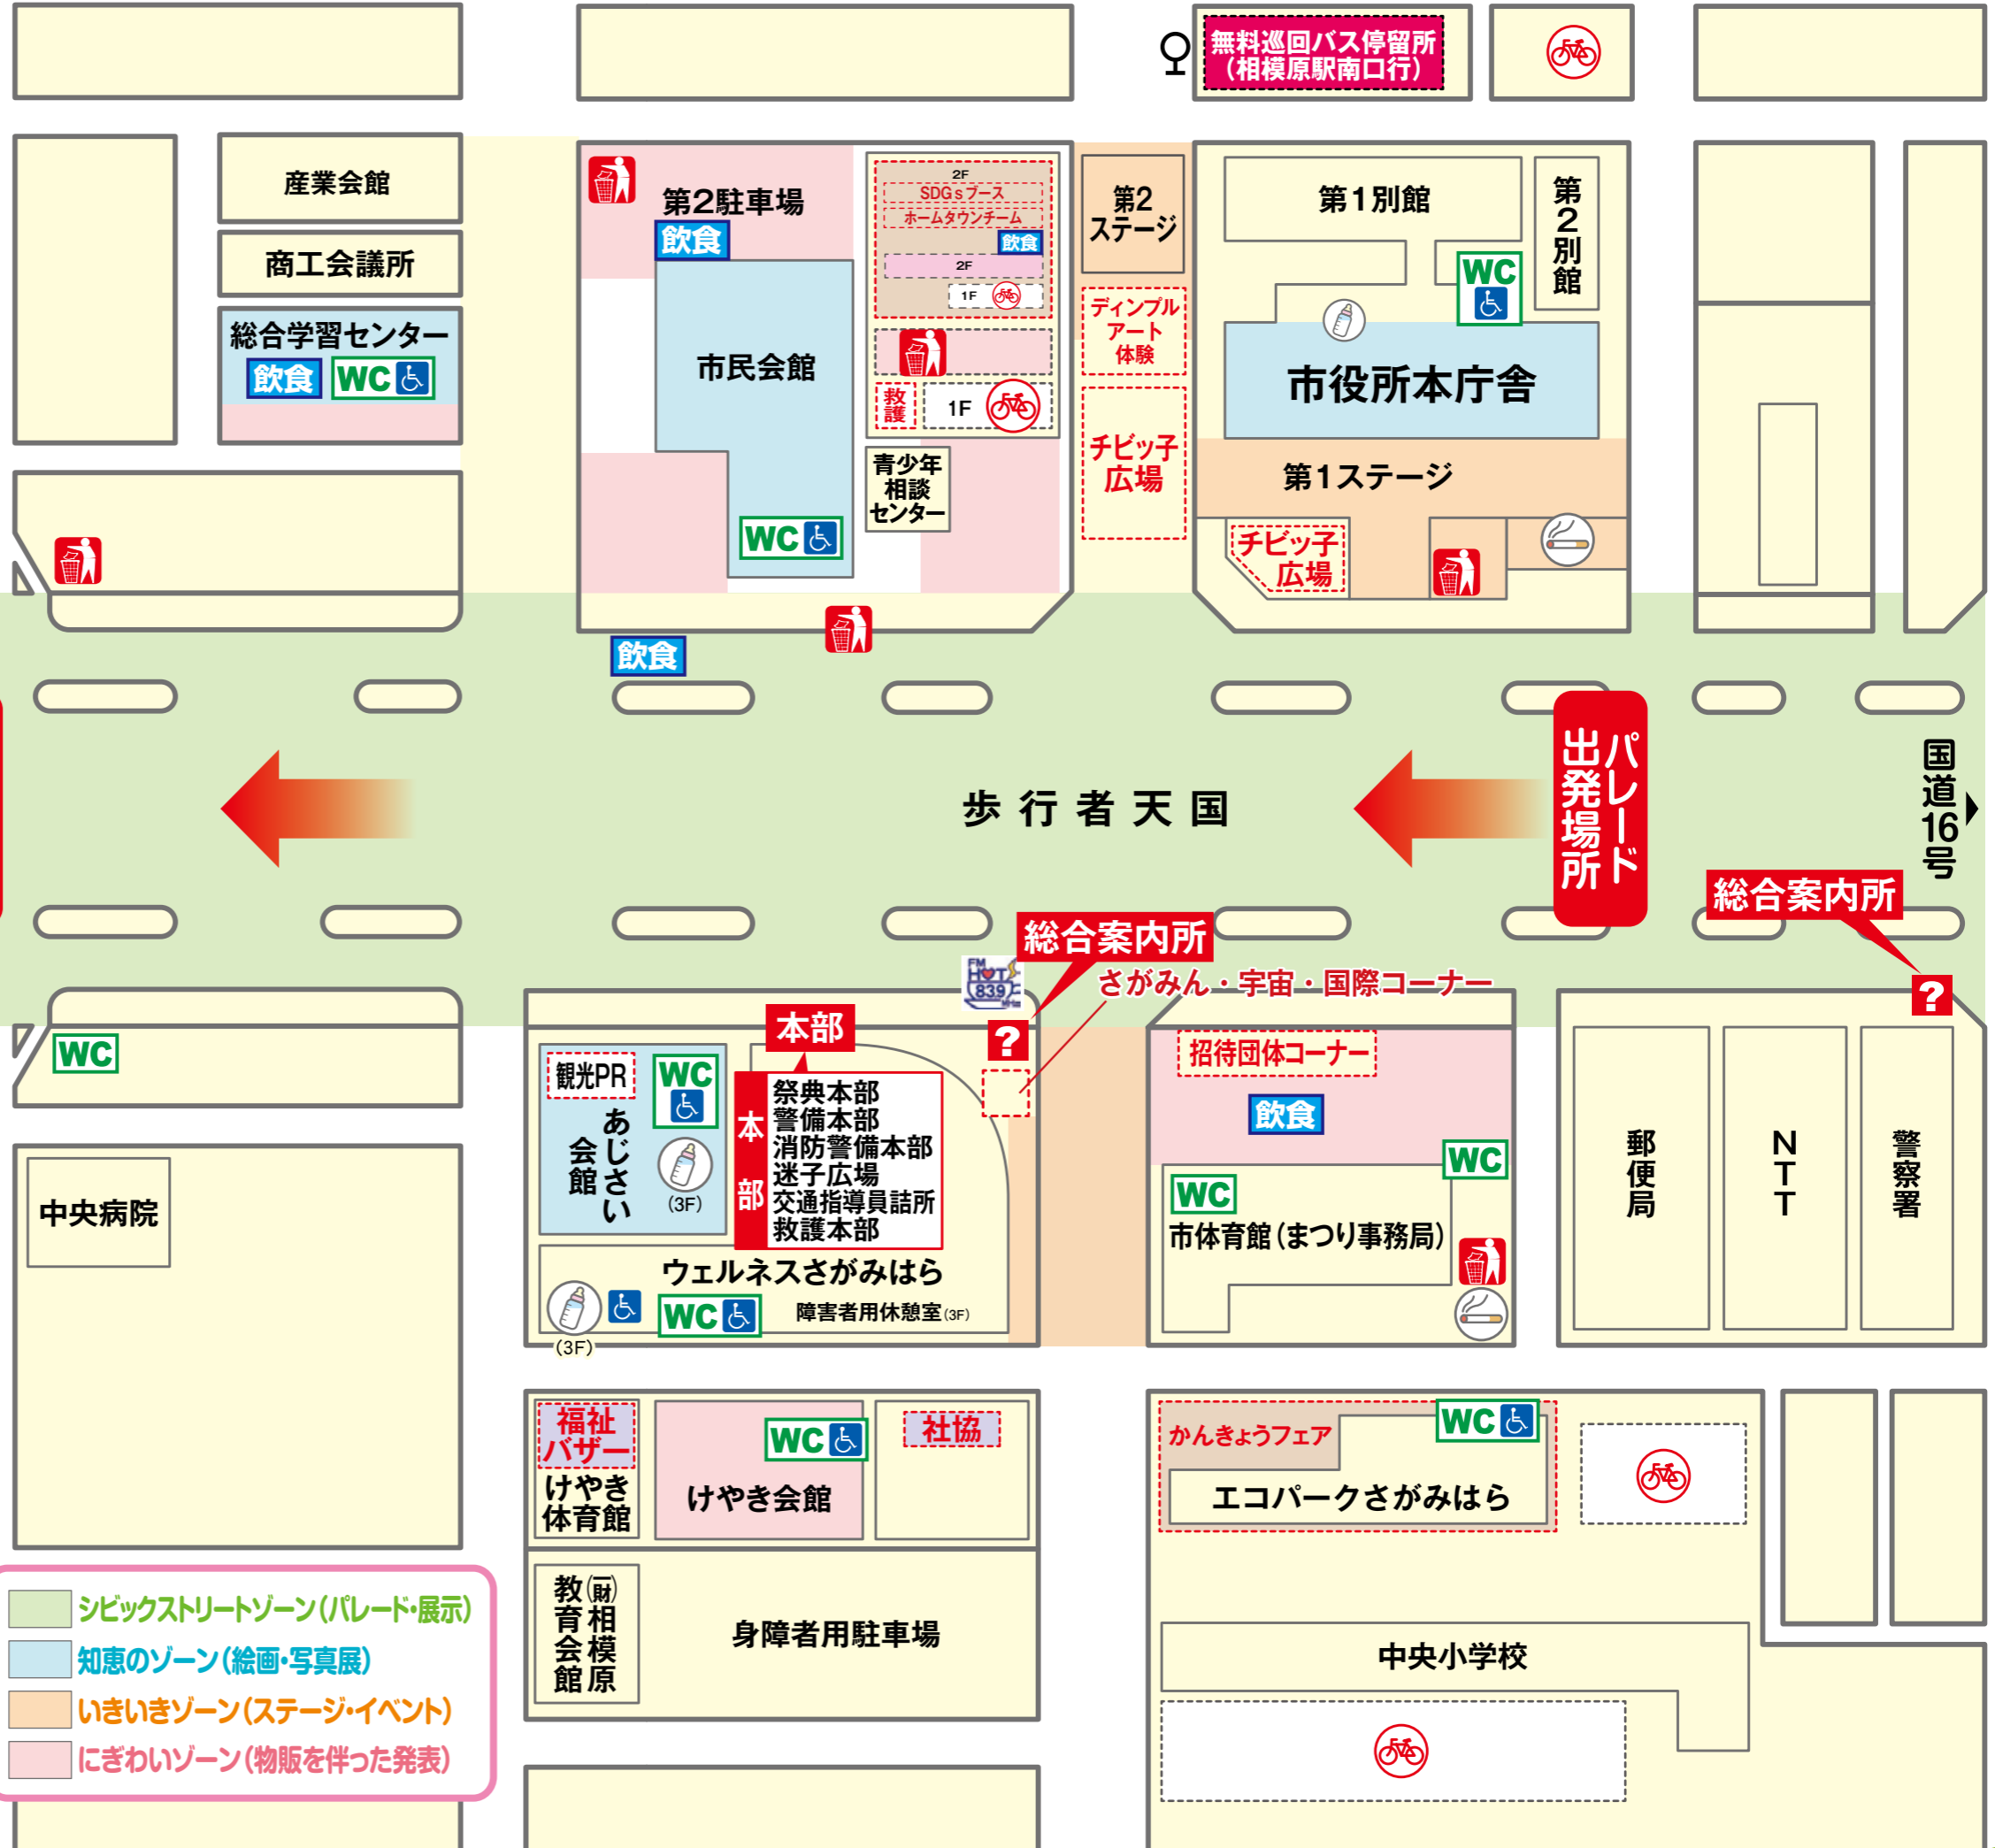 無料巡回バス停留所
(相模原駅南口行)
産業会館
商工会議所
総合学習センター
飲食
WC
第2駐車場
飲食
市民会館
WC
2F
SDGsブース
ホームタウンチーム
飲食
2F
1F
救護
1F
青少年
相談
センター
第2
ステージ
ディンプル
アート
体験
チビッ子
広場
第1別館
第2別館
WC
市役所本庁舎
第1ステージ
チビッ子
広場
飲食
歩行者天国
パレード
出発場所
国道16号
総合案内所
?
総合案内所
?
さがみん・宇宙・国際コーナー
FM
HOT
839
MHz
WC
中央病院
観光PR
WC
あじさい
会館
(3F)
本部
本部
祭典本部
警備本部
消防警備本部
迷子広場
交通指導員詰所
救護本部
ウェルネスさがみはら
WC
障害者用休憩室(3F)
(3F)
招待団体コーナー
飲食
WC
WC
市体育館(まつり事務局)
郵便局
NTT
警察署
福祉
バザー
けやき
体育館
WC
けやき会館
社協
(一財)相模原
教育会館
身障者用駐車場
かんきょうフェア
WC
エコパークさがみはら
中央小学校
シビックストリートゾーン(パレード・展示)
知恵のゾーン(絵画・写真展)
いきいきゾーン(ステージ・イベント)
にぎわいゾーン(物販を伴った発表)